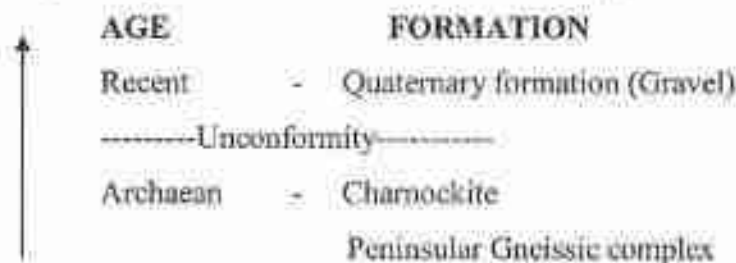 AGE FORMATION
Recent - Quaternary formation (Gravel)
---------Unconformity-----------
Archaean - Charnockite
Peninsular Gneissic complex